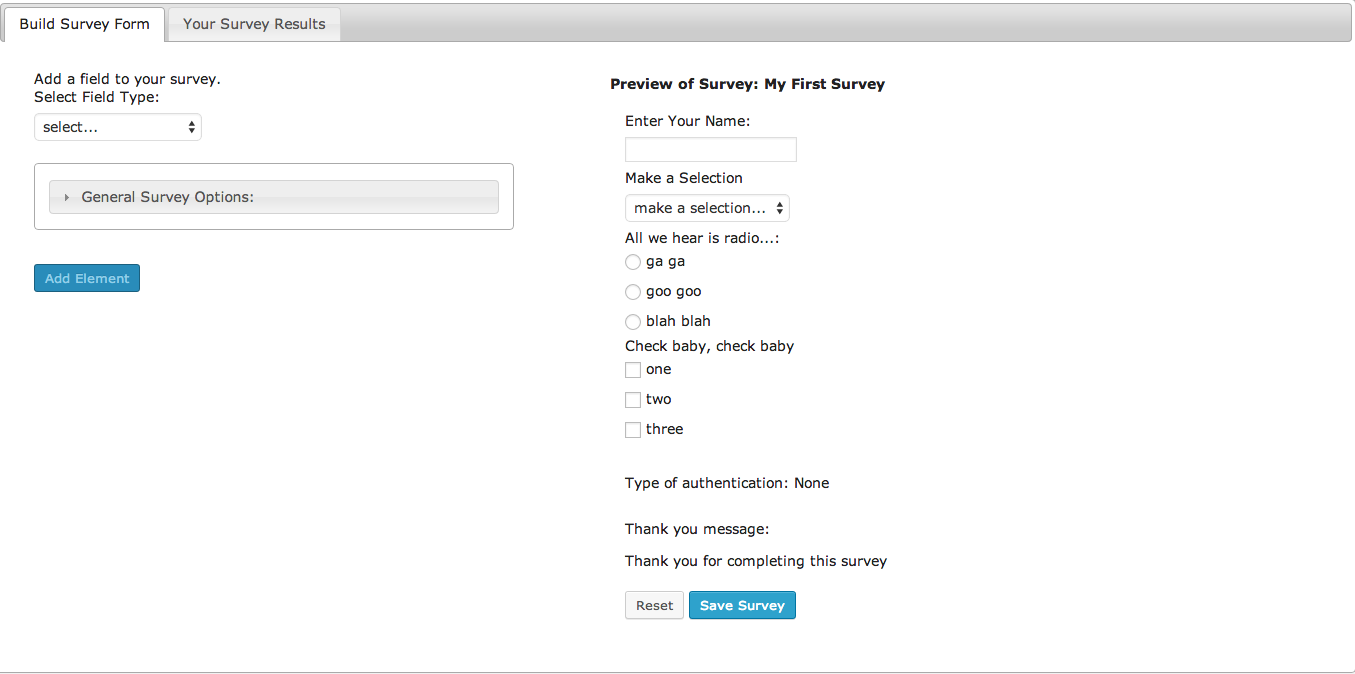 Build Survey Form
Your Survey Results
Add a field to your survey.
Select Field Type:
select...
General Survey Options:
Add Element
Preview of Survey: My First Survey
Enter Your Name:
Make a Selection
make a selection...
All we hear is radio...:
ga ga
goo goo
blah blah
Check baby, check baby
one
two
three
Type of authentication: None
Thank you message:
Thank you for completing this survey
Reset
Save Survey